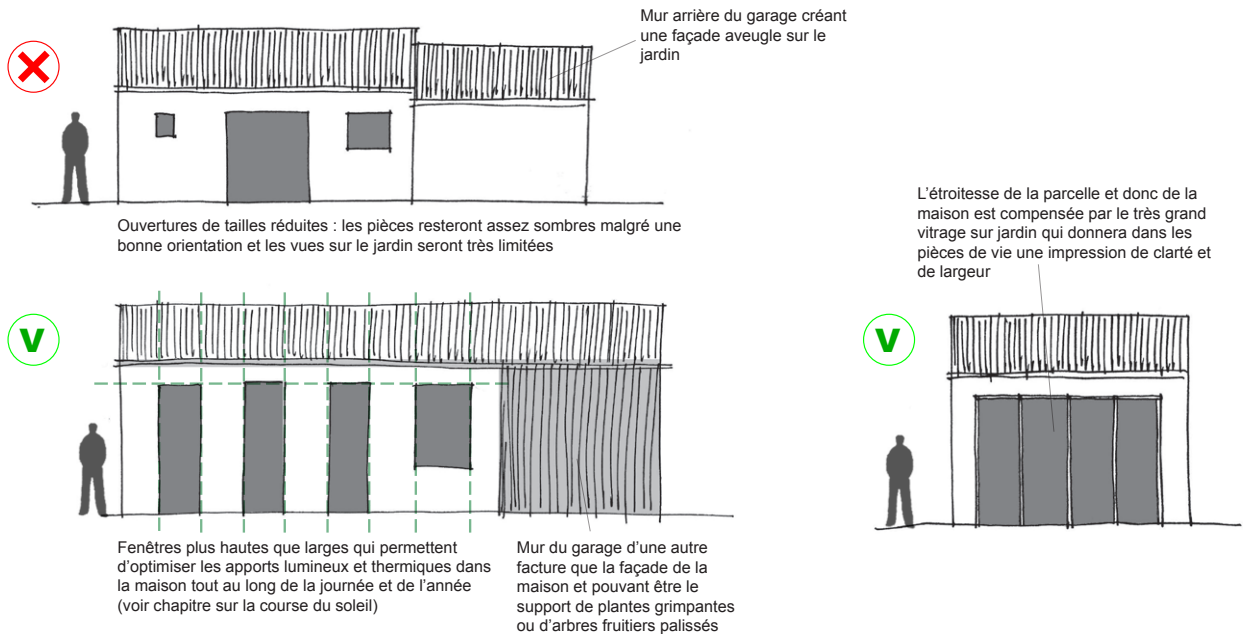 Mur arrière du garage créant
une façade aveugle sur le
jardin
Ouvertures de tailles réduites : les pièces resteront assez sombres malgré une
bonne orientation et les vues sur le jardin seront très limitées
L’étroitesse de la parcelle et donc de la
maison est compensée par le très grand
vitrage sur jardin qui donnera dans les
pièces de vie une impression de clarté et
de largeur
V
V
Fenêtres plus hautes que larges qui permettent
d’optimiser les apports lumineux et thermiques dans
la maison tout au long de la journée et de l’année
(voir chapitre sur la course du soleil)
Mur du garage d’une autre
facture que la façade de la
maison et pouvant être le
support de plantes grimpantes
ou d’arbres fruitiers palissés